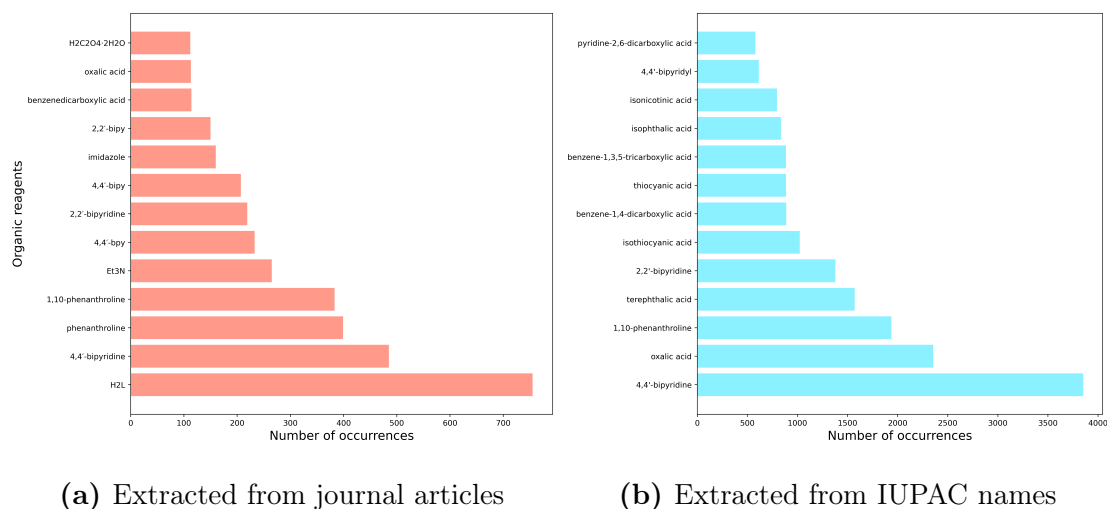 Organic reagents
H2C2O4·2H2O
oxalic acid
benzenedicarboxylic acid
2,2′-bipy
imidazole
4,4′-bipy
2,2′-bipyridine
4,4′-bpy
Et3N
1,10-phenanthroline
phenanthroline
4,4′-bipyridine
H2L
0 100 200 300 400 500 600 700
Number of occurrences
(a) Extracted from journal articles
pyridine-2,6-dicarboxylic acid
4,4'-bipyridyl
isonicotinic acid
isophthalic acid
benzene-1,3,5-tricarboxylic acid
thiocyanic acid
benzene-1,4-dicarboxylic acid
isothiocyanic acid
2,2'-bipyridine
terephthalic acid
1,10-phenanthroline
oxalic acid
4,4'-bipyridine
0 500 1000 1500 2000 2500 3000 3500 4000
Number of occurrences
(b) Extracted from IUPAC names